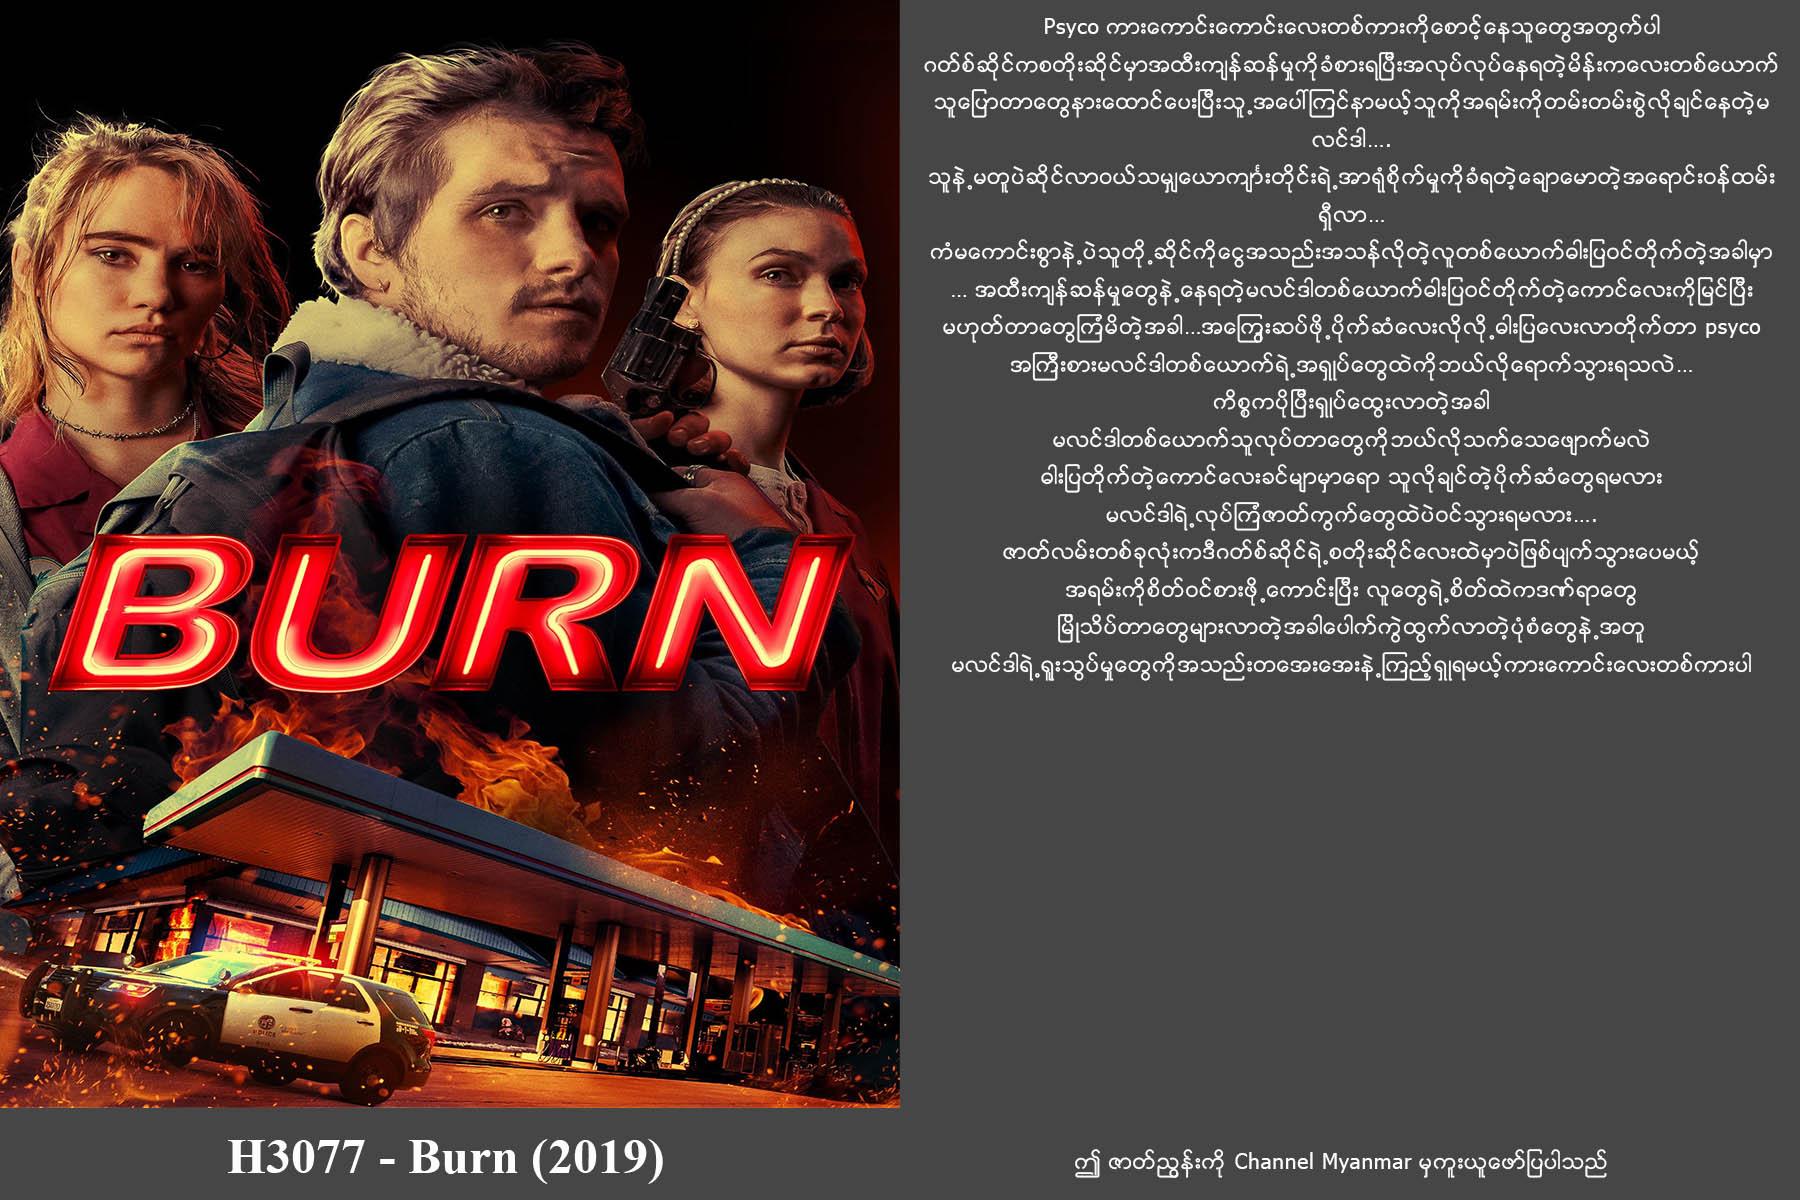 BURN
H3077 - Burn (2019)
Psyco ကားကောင်းကောင်းလေးတစ်ကားကိုစောင့်နေသူတွေအတွက်ပါ
ဂတ်စ်ဆိုင်ကစတိုးဆိုင်မှာအထီးကျန်ဆန်မှုကိုခံစားရပြီးအလုပ်လုပ်နေရတဲ့မိန်းကလေးတစ်ယောက်
သူပြောတာတွေနားထောင်ပေးပြီးသူ့အပေါ်ကြင်နာမယ့်သူကိုအရမ်းကိုတမ်းတမ်းစွဲလိုချင်နေတဲ့မ
လင်ဒါ….
သူနဲ့မတူပဲဆိုင်လာဝယ်သမျှယောကျာ်းတိုင်းရဲ့အာရုံစိုက်မှုကိုခံရတဲ့ချောမောတဲ့အရောင်းဝန်ထမ်း
ရှီလာ…
ကံမကောင်းစွာနဲ့ပဲသူတို့ဆိုင်ကိုငွေအသည်းအသန်လိုတဲ့လူတစ်ယောက်ဓါးပြဝင်တိုက်တဲ့အခါမှာ
… အထီးကျန်ဆန်မှုတွေနဲ့နေရတဲ့မလင်ဒါတစ်ယောက်ဓါးပြဝင်တိုက်တဲ့ကောင်လေးကိုမြင်ပြီး
မဟုတ်တာတွေကြံမိတဲ့အခါ…အကြွေးဆပ်ဖို့ပိုက်ဆံလေးလိုလို့ဓါးပြလေးလာတိုက်တာ psyco
အကြီးစားမလင်ဒါတစ်ယောက်ရဲ့အရှုပ်တွေထဲကိုဘယ်လိုရောက်သွားရသလဲ…
ကိစ္စကပိုပြီးရှုပ်ထွေးလာတဲ့အခါ
မလင်ဒါတစ်ယောက်သူလုပ်တာတွေကိုဘယ်လိုသက်သေဖျောက်မလဲ
ဓါးပြတိုက်တဲ့ကောင်လေးခင်မျာမှာရော သူလိုချင်တဲ့ပိုက်ဆံတွေရမလား
မလင်ဒါရဲ့လုပ်ကြံဇာတ်ကွက်တွေထဲပဲဝင်သွားရမလား….
ဇာတ်လမ်းတစ်ခုလုံးကဒီဂတ်စ်ဆိုင်ရဲ့စတိုးဆိုင်လေးထဲမှာပဲဖြစ်ပျက်သွားပေမယ့်
အရမ်းကိုစိတ်ဝင်စားဖို့ကောင်းပြီး လူတွေရဲ့စိတ်ထဲကဒဏ်ရာတွေ
မြိုသိပ်တာတွေများလာတဲ့အခါပေါက်ကွဲထွက်လာတဲ့ပုံစံတွေနဲ့အတူ
မလင်ဒါရဲ့ရူးသွပ်မှုတွေကိုအသည်းတအေးအေးနဲ့ကြည့်ရှုရမယ့်ကားကောင်းလေးတစ်ကားပါ
ဤ ဇာတ်ညွှန်းကို Channel Myanmar မှကူးယူဖော်ပြပါသည်